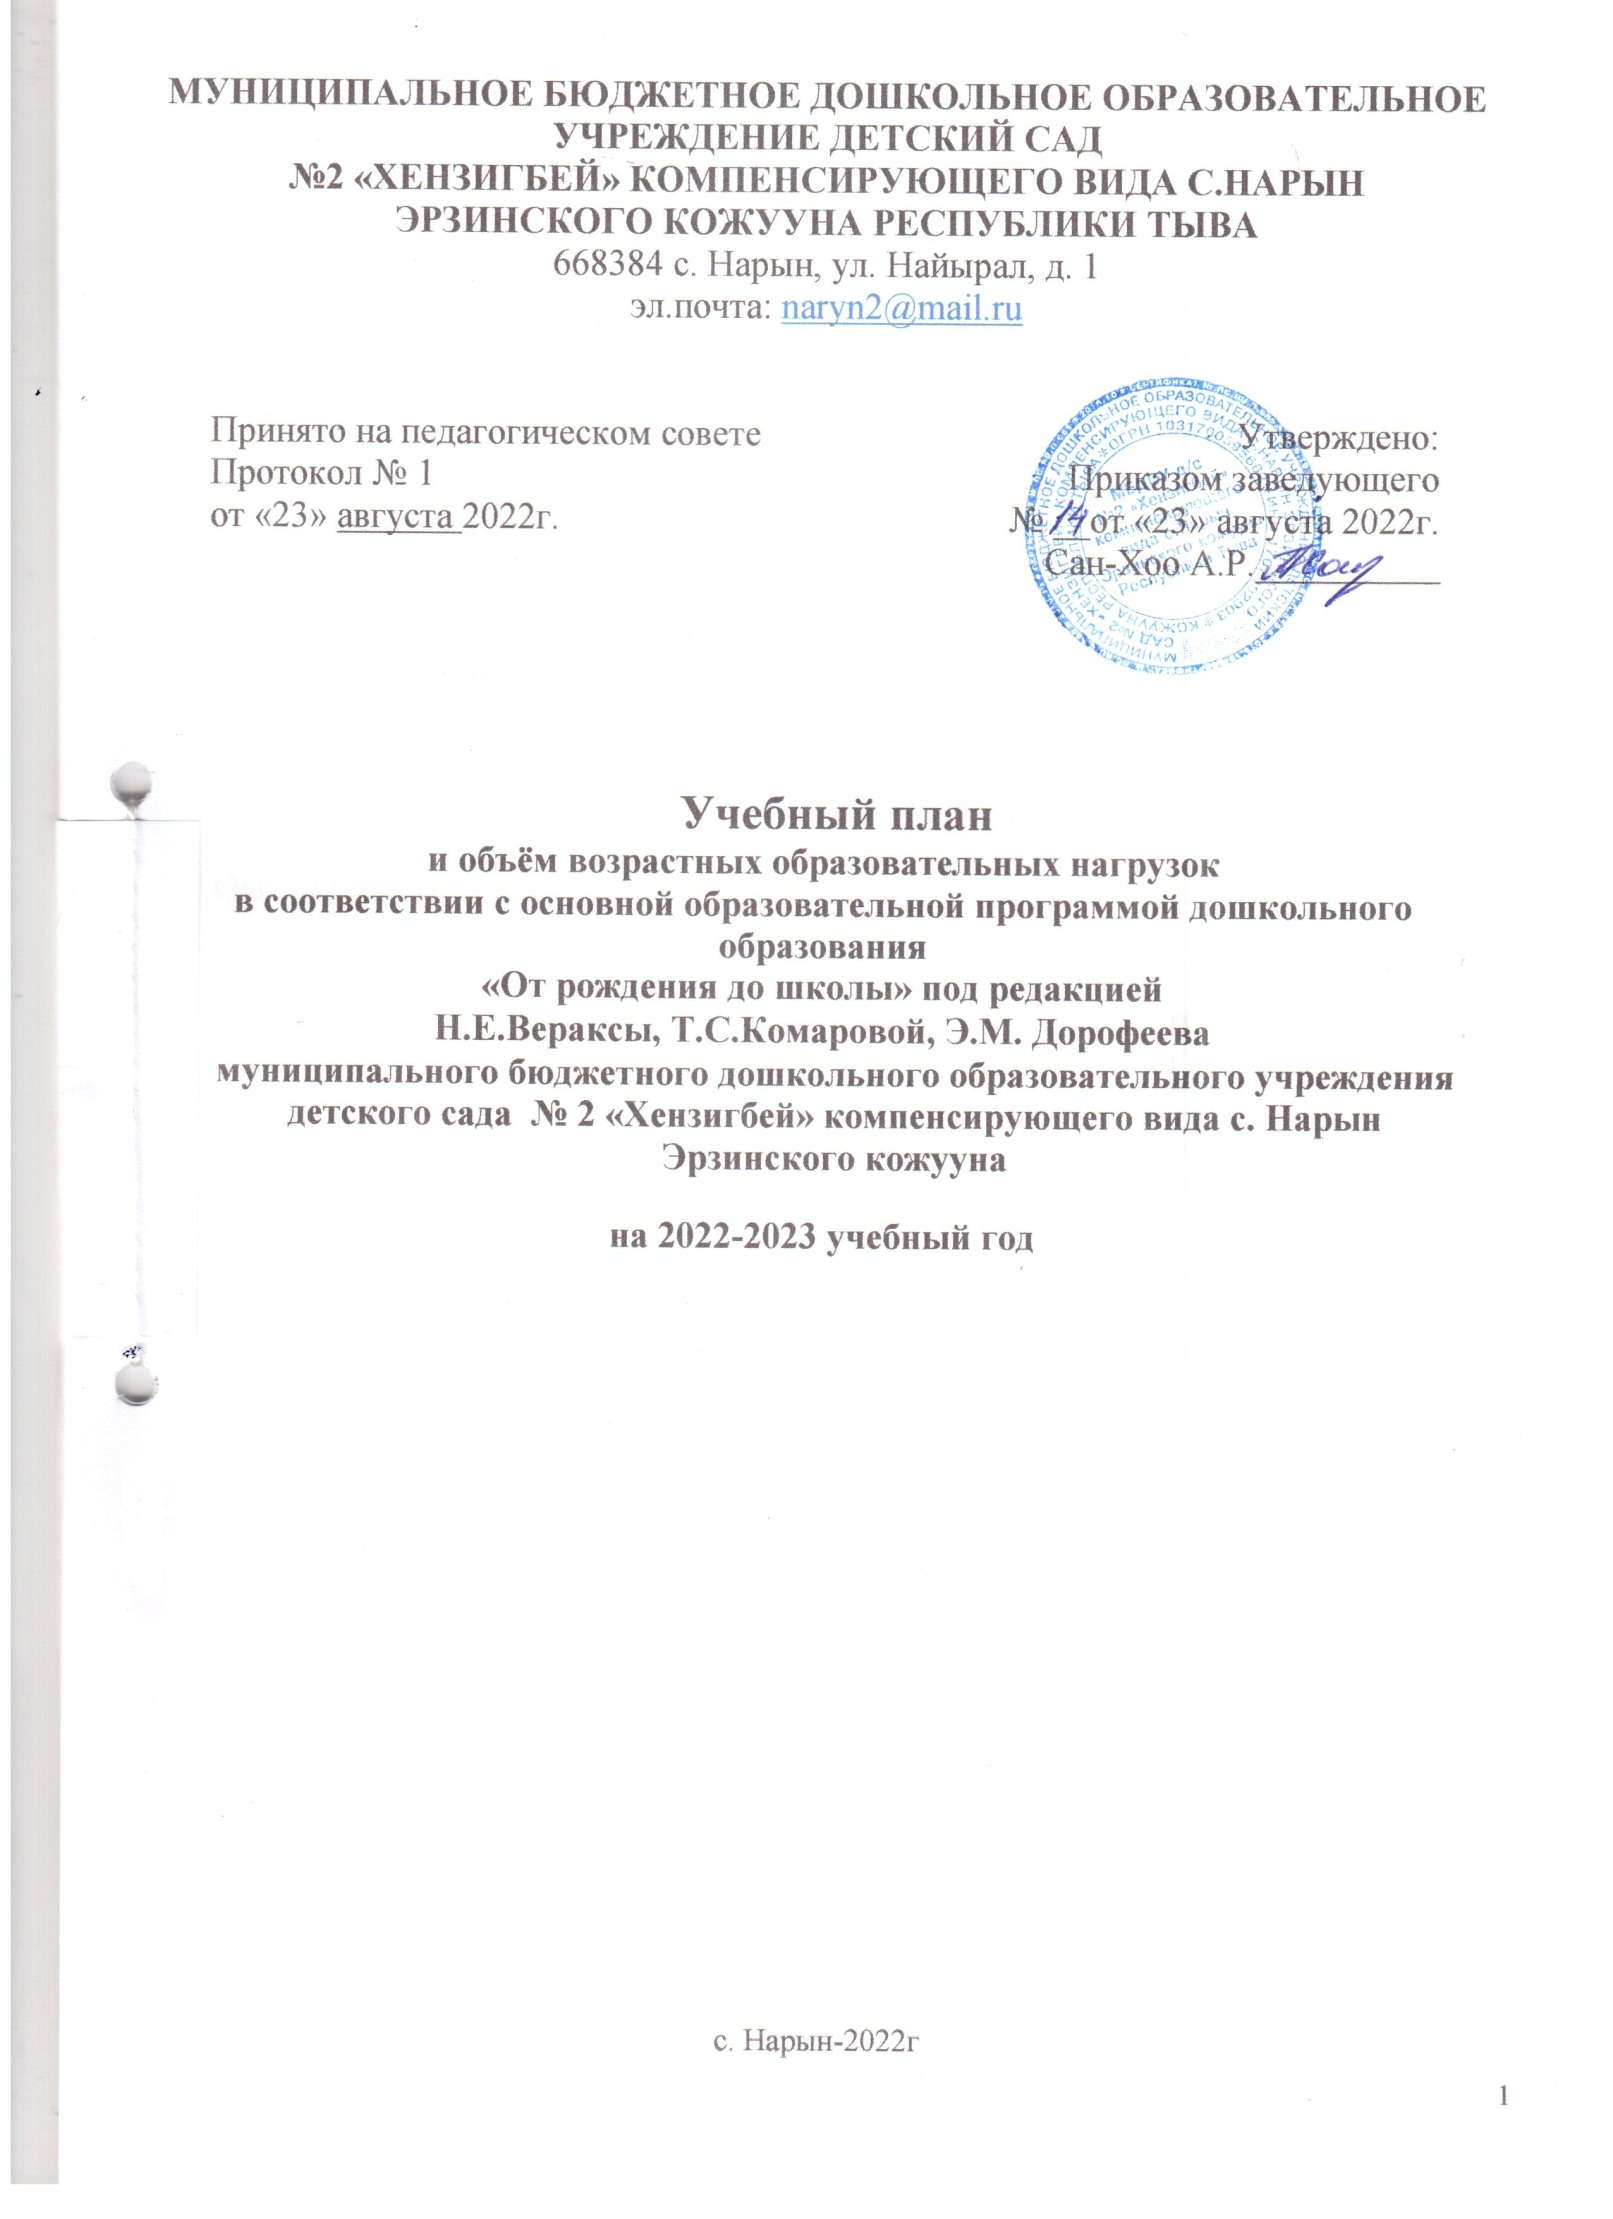 МУНИЦИПАЛЬНОЕ БЮДЖЕТНОЕ ДОШКОЛЬНОЕ ОБРАЗОВАТЕЛЬНОЕ
УЧРЕЖДЕНИЕ ДЕТСКИЙ САД
№2 «ХЕНЗИГБЕЙ» КОМПЕНСИРУЮЩЕГО ВИДА С.НАРЫН
ЭРЗИНСКОГО КОЖУУНА РЕСПУБЛИКИ ТЫВА
668384 с. Нарын, ул. Найырал, д. 1
эл.почта: naryn2@mail.ru
Принято на педагогическом совете
Протокол № 1
от «23» августа 2022г.
Утверждено:
Приказом заведующего
№ 14 от «23» августа 2022г.
Сан-Хоо А.Р.
Учебный план
и объём возрастных образовательных нагрузок
в соответствии с основной образовательной программой дошкольного
образования
«От рождения до школы» под редакцией
Н.Е.Вераксы, Т.С.Комаровой, Э.М. Дорофеева
муниципального бюджетного дошкольного образовательного учреждения
детского сада № 2 «Хензигбей» компенсирующего вида с. Нарын
Эрзинского кожууна
на 2022-2023 учебный год
с. Нарын-2022г
1